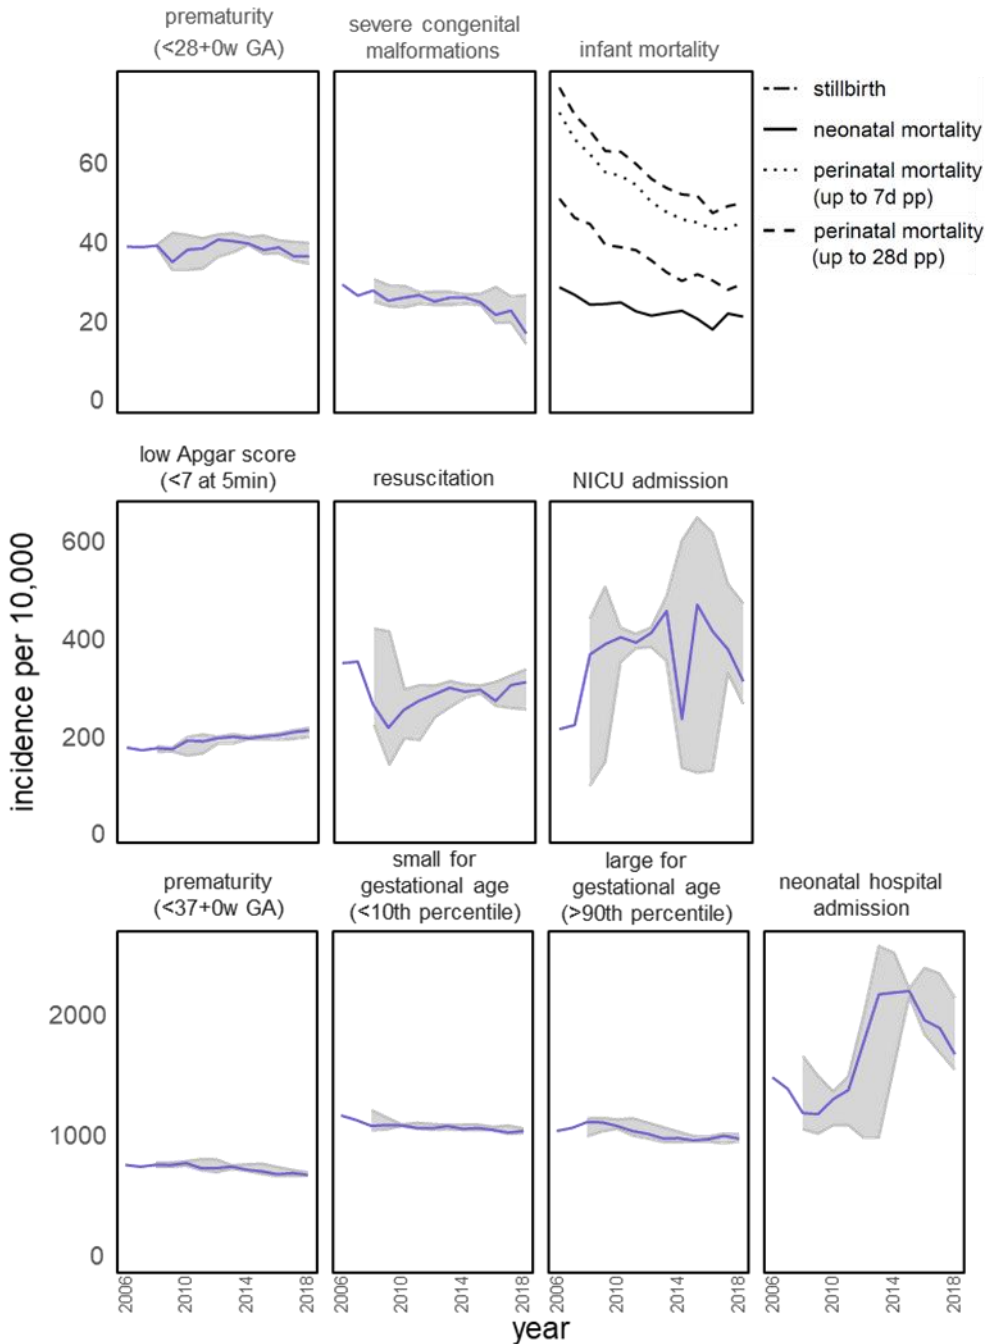 prematurity
(<28+0w GA)
severe congenital
malformations
infant mortality
60
40
20
0
stillbirth
neonatal mortality
perinatal mortality
(up to 7d pp)
perinatal mortality
(up to 28d pp)
low Apgar score
(<7 at 5min)
resuscitation
NICU admission
incidence per 10,000
600
400
200
0
prematurity
(<37+0w GA)
small for
gestational age
(<10th percentile)
large for
gestational age
(>90th percentile)
neonatal hospital
admission
2000
1000
0
2006
2010
2014
2018
2006
2010
2014
2018
2006
2010
2014
2018
2006
2010
2014
2018
year